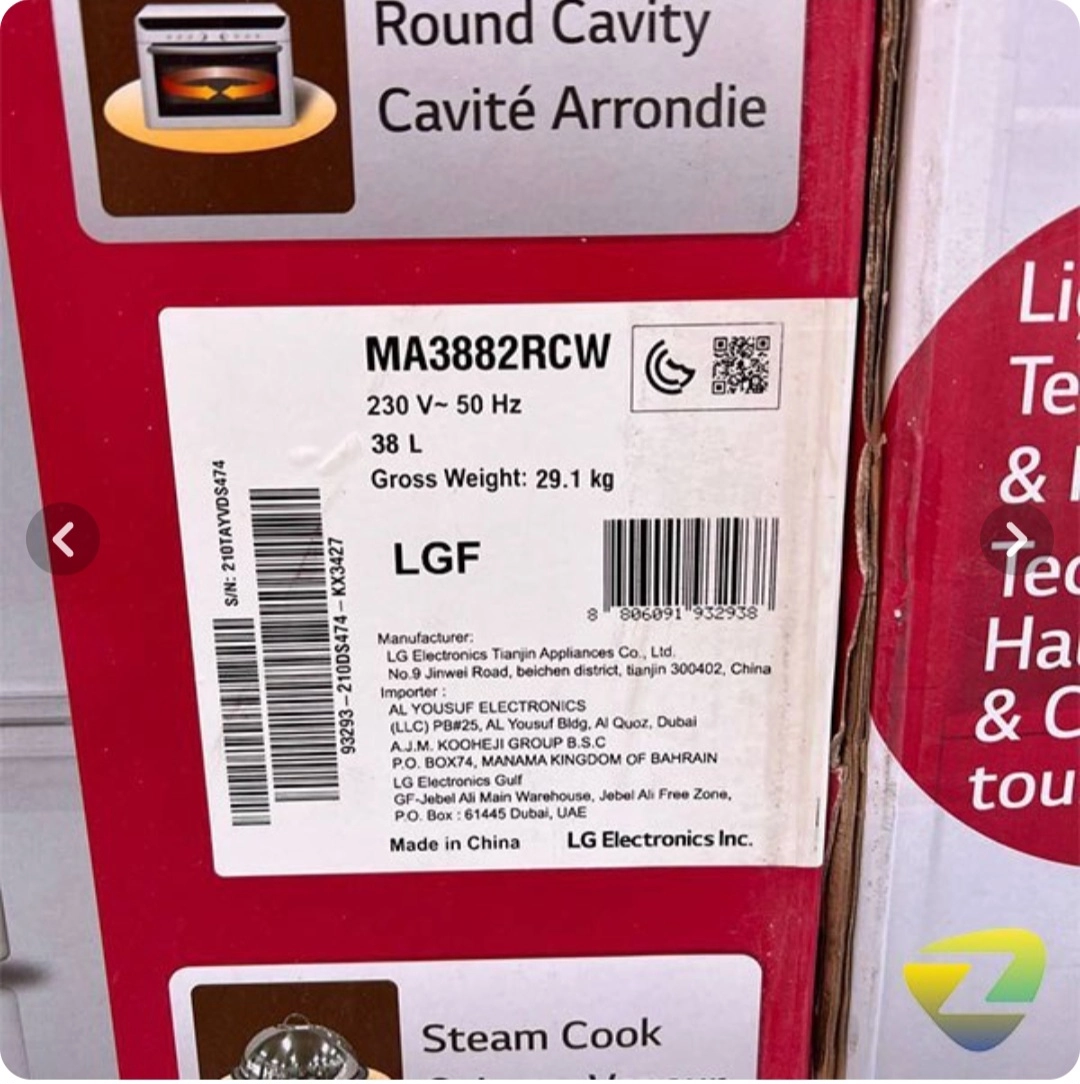 Round Cavity
Cavité Arrondie
MA3882RCW
230 V~ 50 Hz
38 L
Gross Weight: 29.1 kg
S/N: 210TAYVDS474
93293-210DS474-KX3427
LGF
8 806091 932938
Manufacturer:
LG Electronics Tianjin Appliances Co., Ltd.
No.9 Jinwei Road, beichen district, tianjin 300402, China
Importer :
AL YOUSUF ELECTRONICS
(LLC) PB#25, AL Yousuf Bldg, Al Quoz, Dubai
A.J.M. KOOHEJI GROUP B.S.C
P.O. BOX74, MANAMA KINGDOM OF BAHRAIN
LG Electronics Gulf
GF-Jebel Ali Main Warehouse, Jebel Ali Free Zone,
P.O. Box : 61445 Dubai, UAE
Made in China
LG Electronics Inc.
Steam Cook
&
&